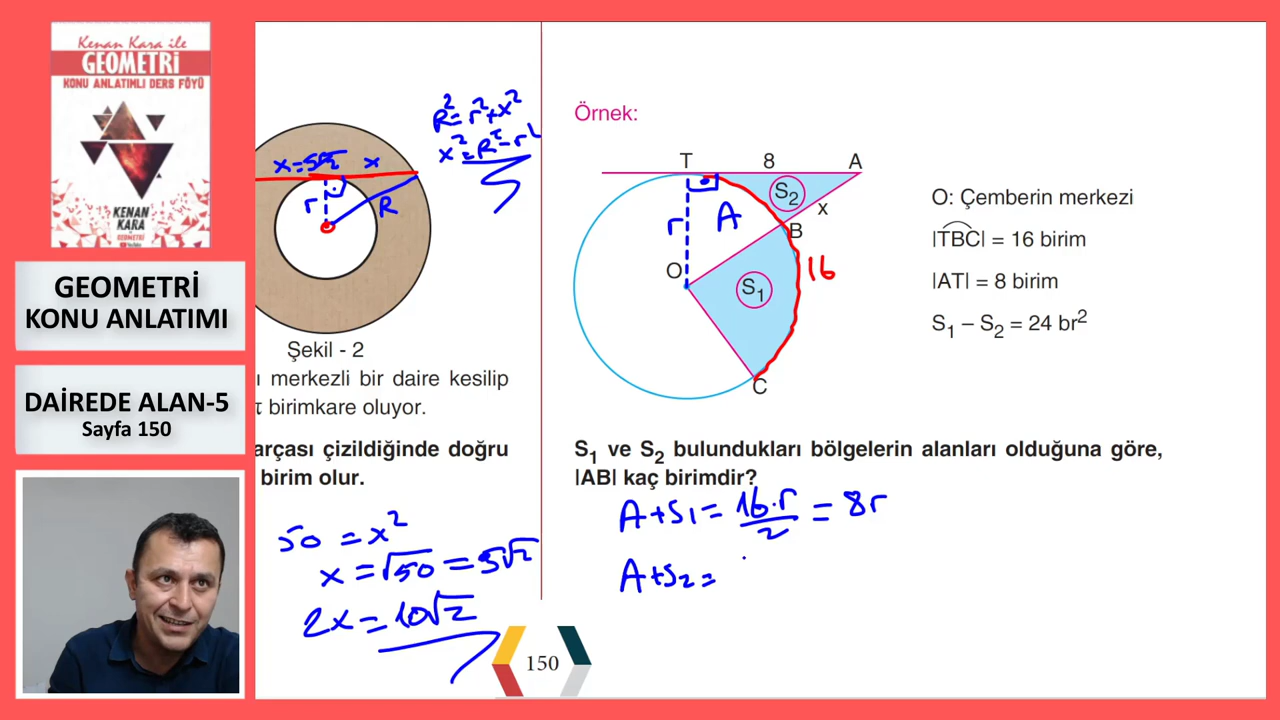 Kenan Kara ile
GEOMETRİ
KONU ANLATIMLI DERS FÖYÜ
KENAN
KARA
GEOMETRİ
KONU ANLATIMI
DAİREDE ALAN-5
Sayfa 150
R² = r² + x²
x² = R² - r²
x = 5√2
x
r
R
Şekil - 2
ı merkezli bir daire kesilip
π birimkare oluyor.
arçası çizildiğinde doğru
birim olur.
50 = x²
x = √50 = 5√2
2x = 10√2
150
Örnek:
T
8
A
S₂
x
r
A
B
O
S₁
16
C
O: Çemberin merkezi
|TBC| = 16 birim
|AT| = 8 birim
S₁ – S₂ = 24 br²
S₁ ve S₂ bulundukları bölgelerin alanları olduğuna göre,
|AB| kaç birimdir?
A+S₁ = 16·r/2 = 8r
A+S₂ =